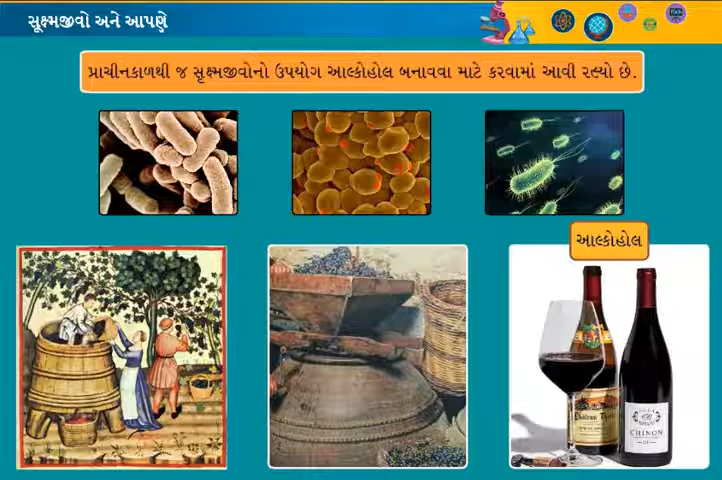 સૂક્ષ્મજીવો અને આપણે
પ્રાચીનકાળથી જ સૂક્ષ્મજીવોનો ઉપયોગ આલ્કોહોલ બનાવવા માટે કરવામાં આવી રહ્યો છે.
આલ્કોહોલ
CHINON